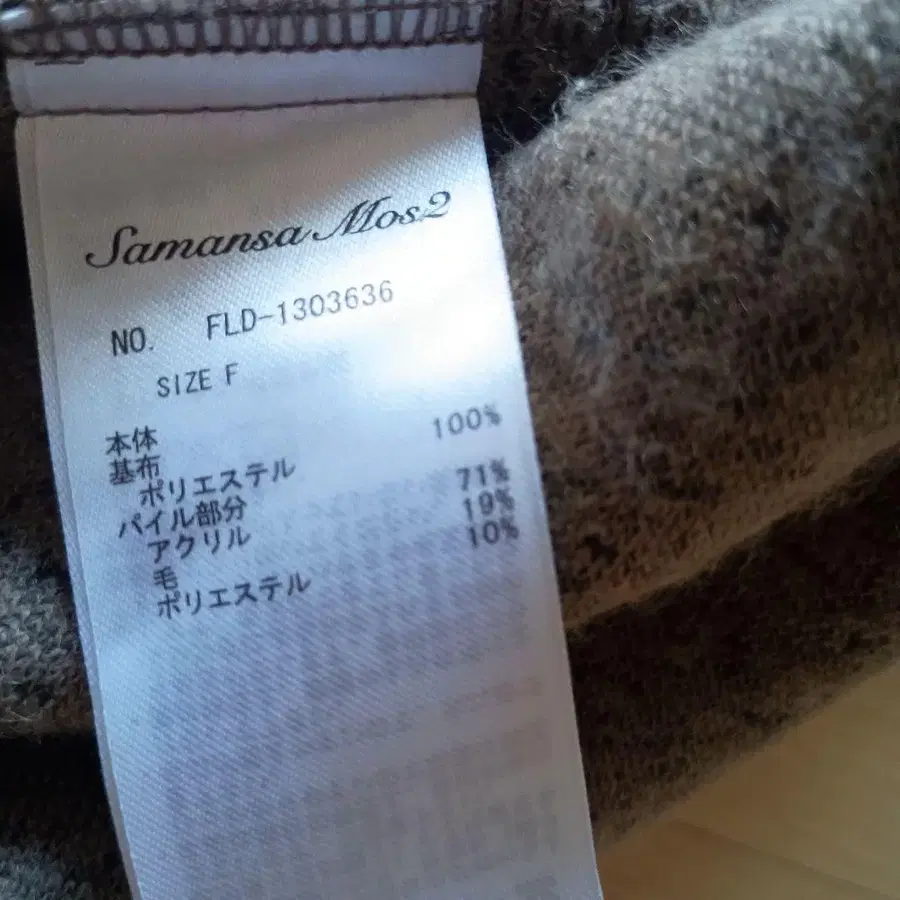 Samansa Mos2
NO. FLD-1303636
SIZE F
本体
基布
ポリエステル 100%
パイル部分
アクリル 71%
毛 19%
ポリエステル 10%